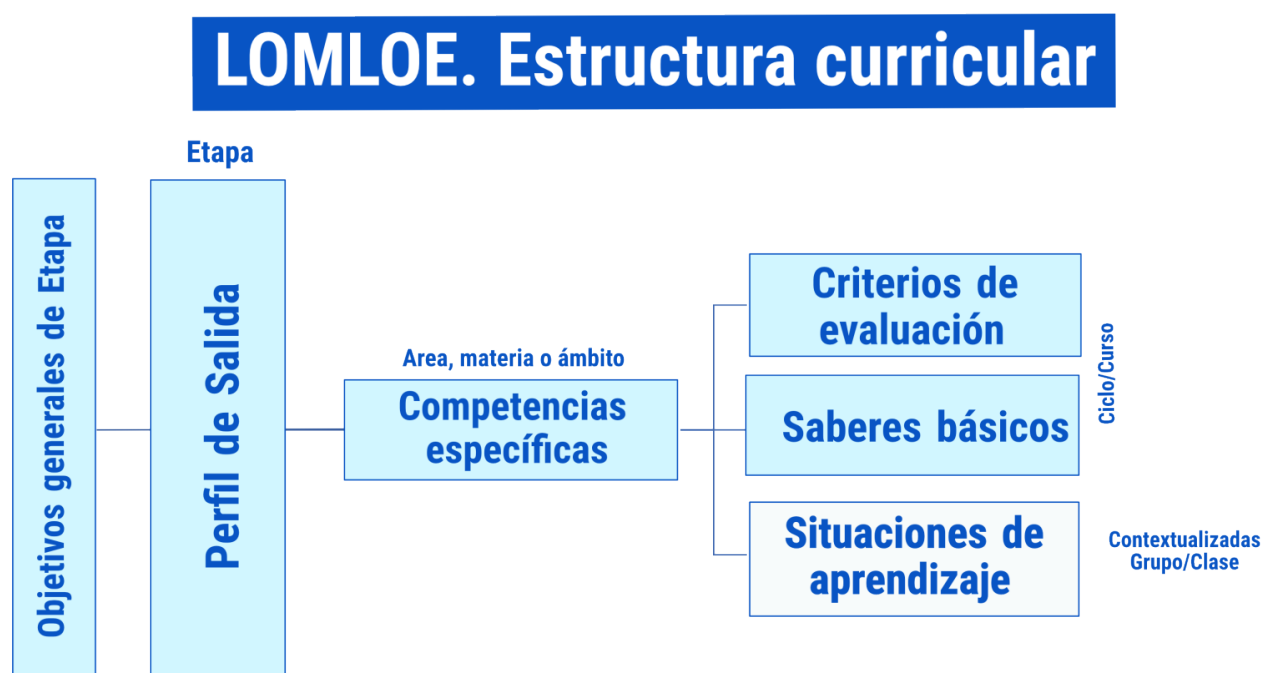 LOMLOE. Estructura curricular
Etapa
Objetivos generales de Etapa
Perfil de Salida
Area, materia o ámbito
Competencias
específicas
Criterios de
evaluación
Saberes básicos
Ciclo/Curso
Situaciones de
aprendizaje
Contextualizadas
Grupo/Clase